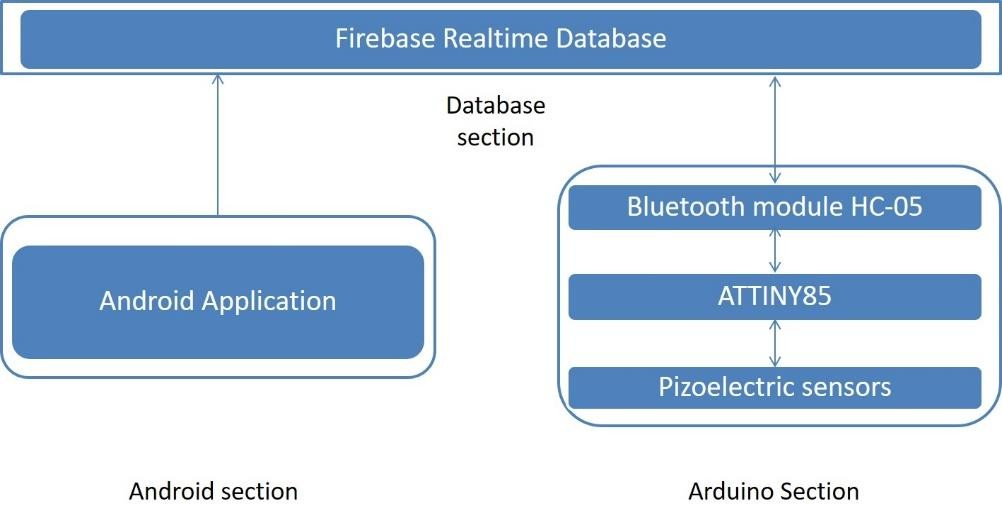 Firebase Realtime Database
Database
section
Bluetooth module HC-05
Android Application
ATTINY85
Pizoelectric sensors
Android section
Arduino Section